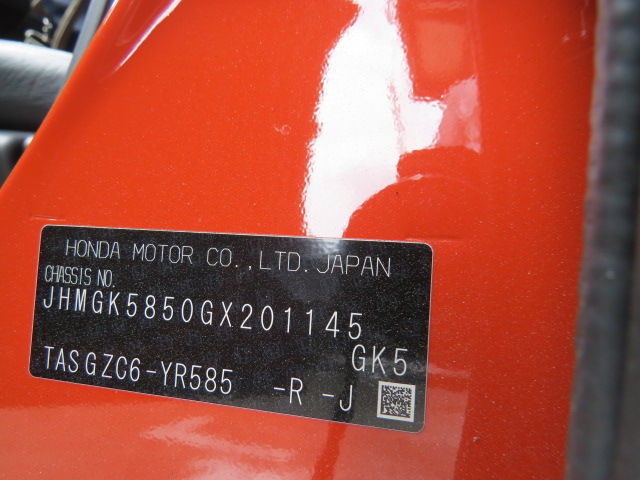 HONDA MOTOR CO.,LTD. JAPAN
CHASSIS NO.
JHMGK5850GX201145
GK5
TASGZC6-YR585 -R -J